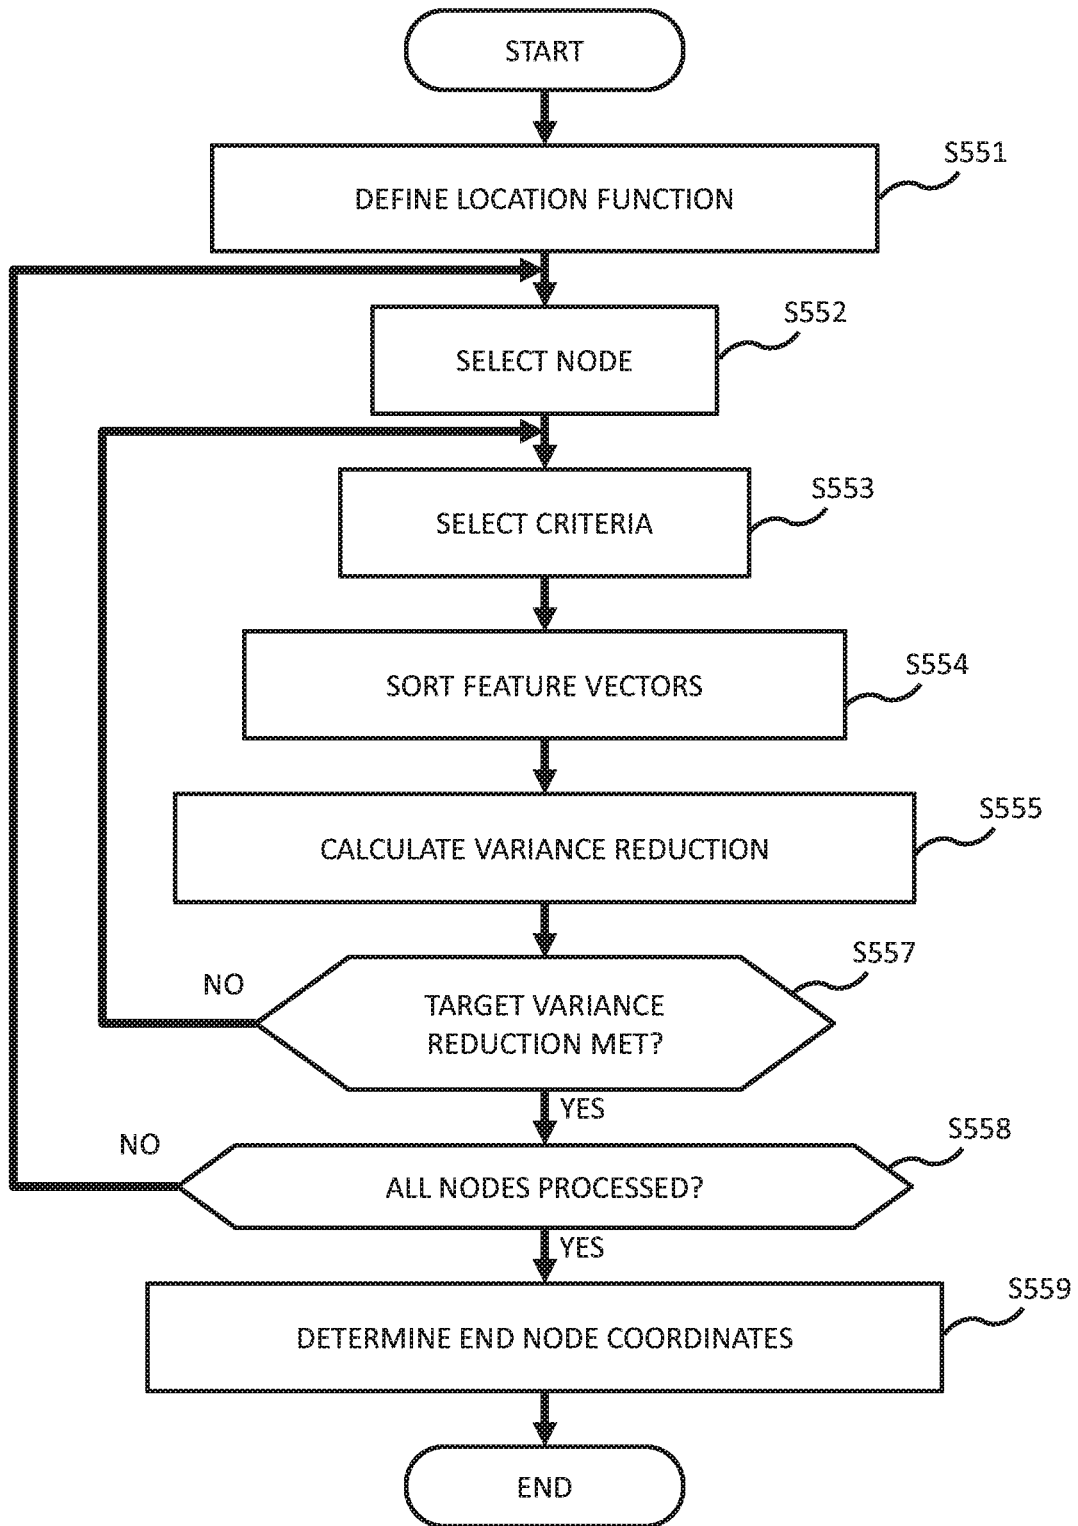 START
S551
DEFINE LOCATION FUNCTION
S552
SELECT NODE
S553
SELECT CRITERIA
S554
SORT FEATURE VECTORS
S555
CALCULATE VARIANCE REDUCTION
S557
NO
TARGET VARIANCE
REDUCTION MET?
YES
S558
NO
ALL NODES PROCESSED?
YES
S559
DETERMINE END NODE COORDINATES
END